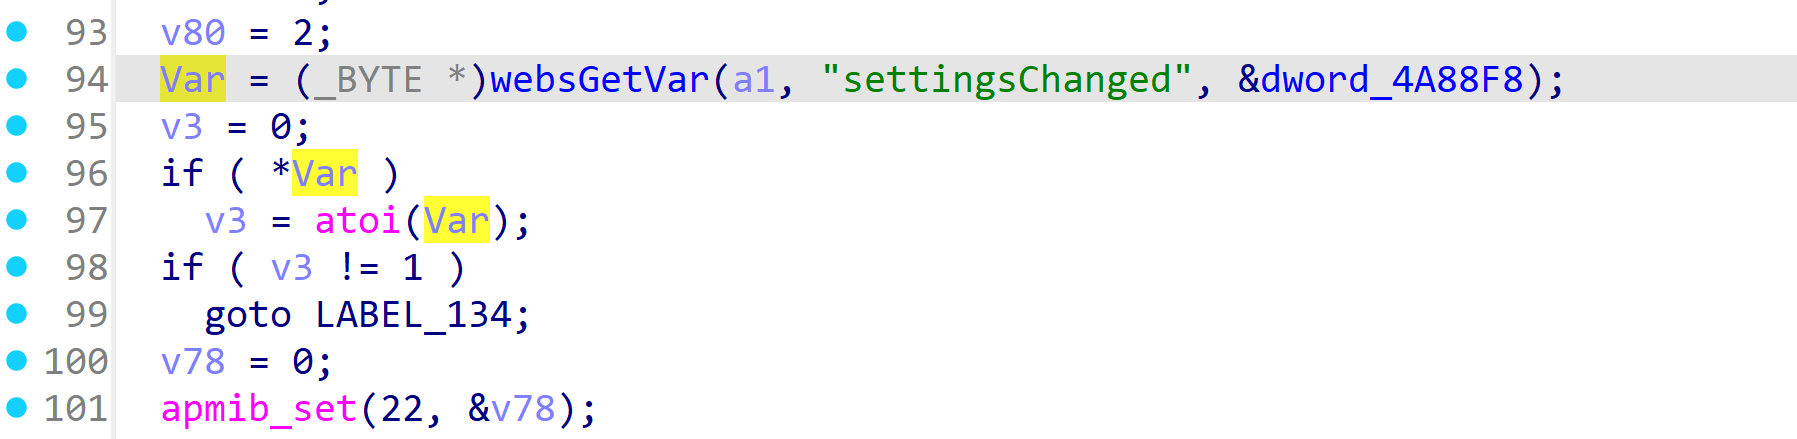 93 v80 = 2;
94 Var = (_BYTE *)websGetVar(a1, "settingsChanged", &dword_4A88F8);
95 v3 = 0;
96 if ( *Var )
97 v3 = atoi(Var);
98 if ( v3 != 1 )
99 goto LABEL_134;
100 v78 = 0;
101 apmib_set(22, &v78);